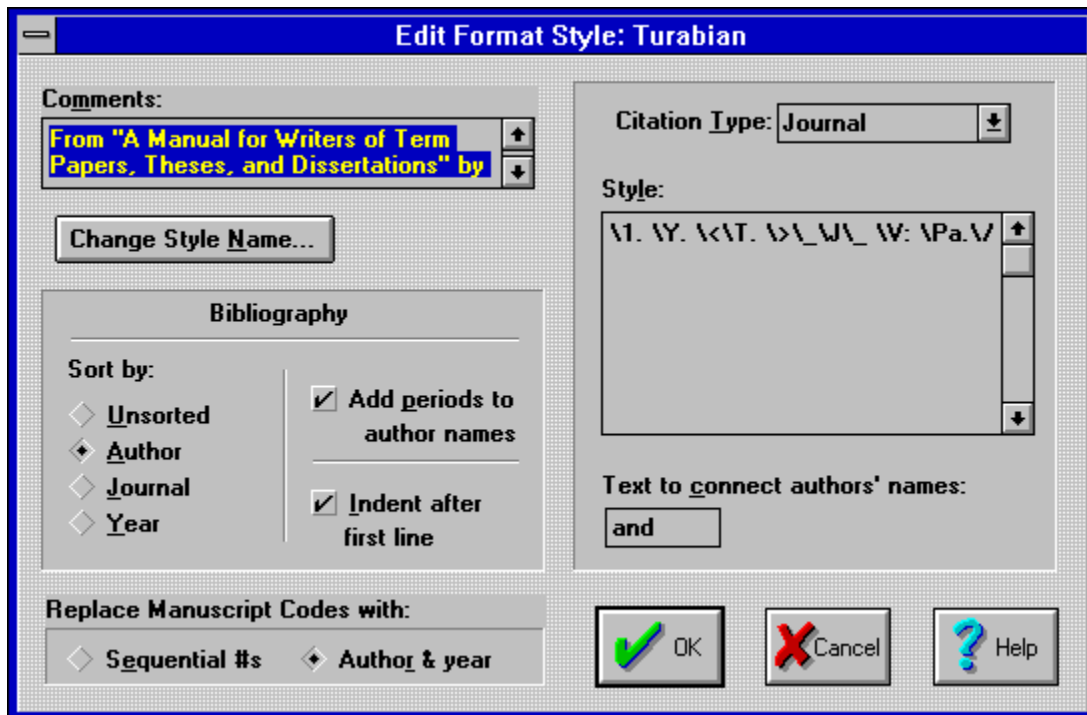 Edit Format Style: Turabian
Comments:
From "A Manual for Writers of Term
Papers, Theses, and Dissertations" by
Change Style Name...
Bibliography
Sort by:
Unsorted
Author
Journal
Year
Add periods to
author names
Indent after
first line
Replace Manuscript Codes with:
Sequential #s
Author & year
Citation Type: Journal
Style:
\1. \Y. \<\T. \>\_\J\_ \V: \Pa.\/
Text to connect authors' names:
and
OK
Cancel
Help